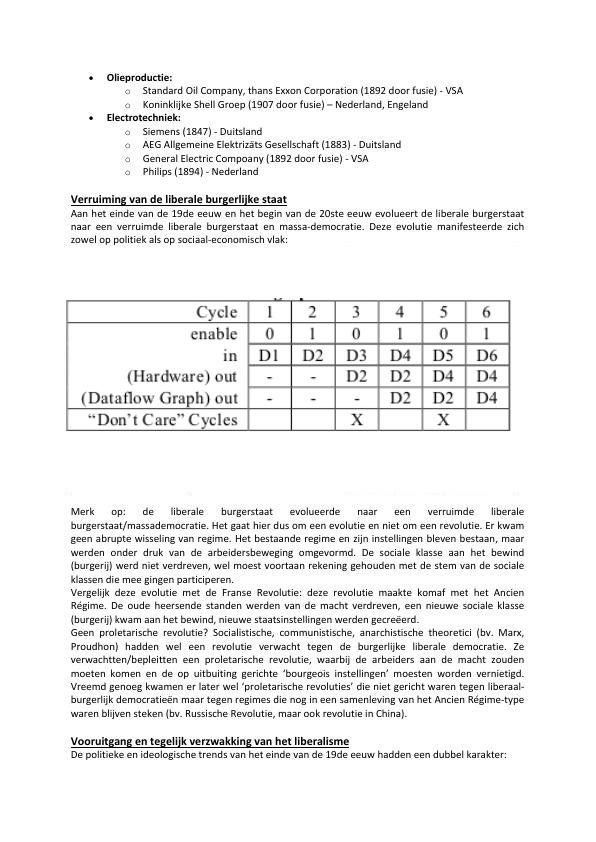 • Olieproductie:
o Standard Oil Company, thans Exxon Corporation (1892 door fusie) - VSA
o Koninklijke Shell Groep (1907 door fusie) – Nederland, Engeland
• Electrotechniek:
o Siemens (1847) - Duitsland
o AEG Allgemeine Elektrizäts Gesellschaft (1883) - Duitsland
o General Electric Compoany (1892 door fusie) - VSA
o Philips (1894) - Nederland
Verruiming van de liberale burgerlijke staat
Aan het einde van de 19de eeuw en het begin van de 20ste eeuw evolueert de liberale burgerstaat
naar een verruimde liberale burgerstaat en massa-democratie. Deze evolutie manifesteerde zich
zowel op politiek als op sociaal-economisch vlak:
Cycle 1 2 3 4 5 6
enable 0 1 0 1 0 1
in D1 D2 D3 D4 D5 D6
(Hardware) out - - D2 D2 D4 D4
(Dataflow Graph) out - - - D2 D2 D4
“Don’t Care” Cycles X X
Merk op: de liberale burgerstaat evolueerde naar een verruimde liberale
burgerstaat/massademocratie. Het gaat hier dus om een evolutie en niet om een revolutie. Er kwam
geen abrupte wisseling van regime. Het bestaande regime en zijn instellingen bleven bestaan, maar
werden onder druk van de arbeidersbeweging omgevormd. De sociale klasse aan het bewind
(burgerij) werd niet verdreven, wel moest voortaan rekening gehouden met de stem van de sociale
klassen die mee gingen participeren.
Vergelijk deze evolutie met de Franse Revolutie: deze revolutie maakte komaf met het Ancien
Régime. De oude heersende standen werden van de macht verdreven, een nieuwe sociale klasse
(burgerij) kwam aan het bewind, nieuwe staatsinstellingen werden gecreëerd.
Geen proletarische revolutie? Socialistische, communistische, anarchistische theoretici (bv. Marx,
Proudhon) hadden wel een revolutie verwacht tegen de burgerlijke liberale democratie. Ze
verwachtten/bepleitten een proletarische revolutie, waarbij de arbeiders aan de macht zouden
moeten komen en de op uitbuiting gerichte ‘bourgeois instellingen’ moesten worden vernietigd.
Vreemd genoeg kwamen er later wel ‘proletarische revoluties’ die niet gericht waren tegen liberaal-
burgerlijk democratieën maar tegen regimes die nog in een samenleving van het Ancien Régime-type
waren blijven steken (bv. Russische Revolutie, maar ook revolutie in China).
Vooruitgang en tegelijk verzwakking van het liberalisme
De politieke en ideologische trends van het einde van de 19de eeuw hadden een dubbel karakter: